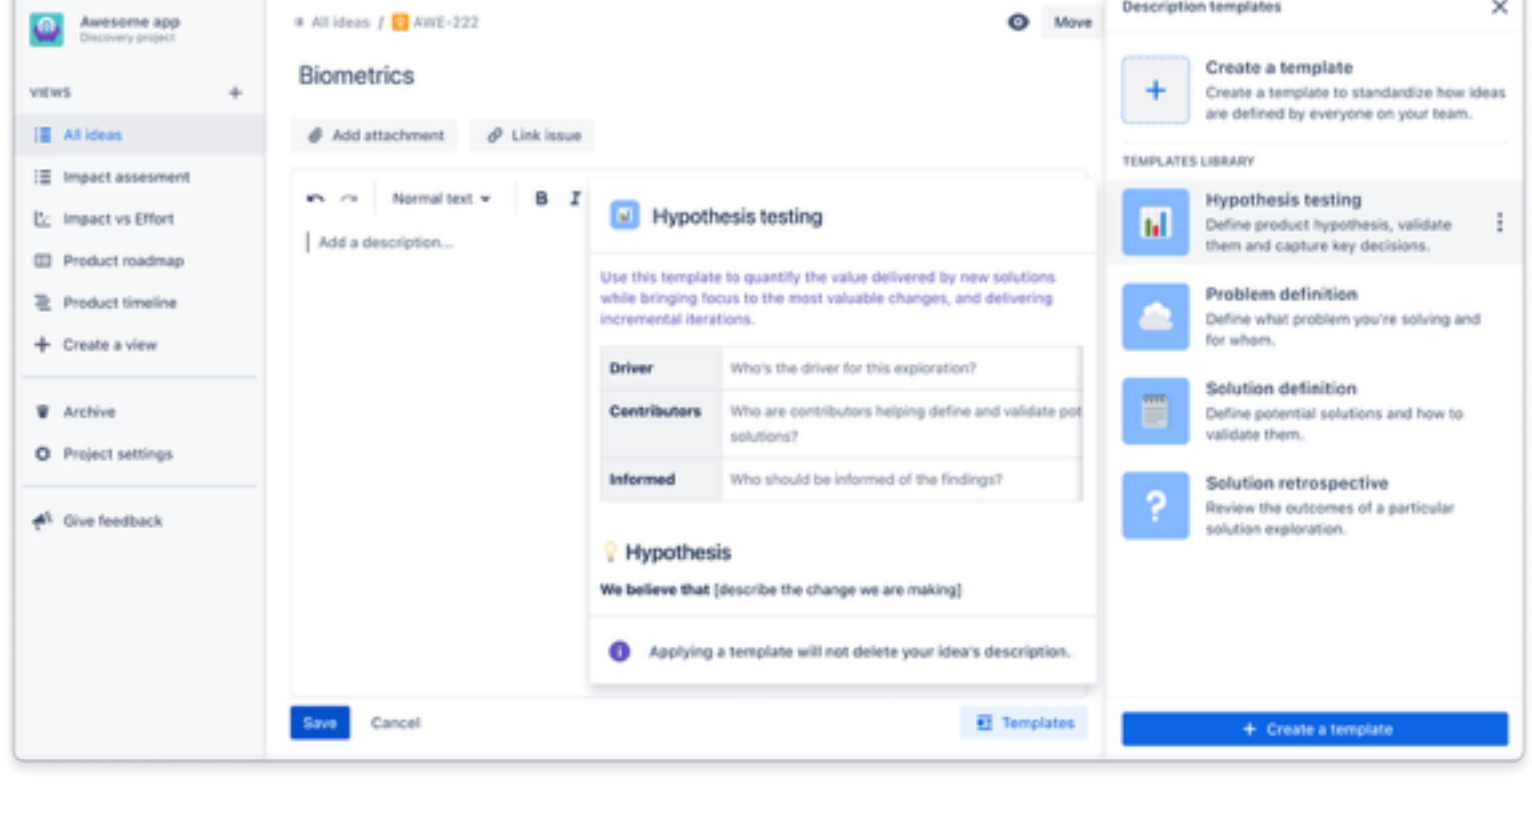 Awesome app
Discovery project
VIEWS
All ideas
Impact assesment
Impact vs Effort
Product roadmap
Product timeline
Create a view
Archive
Project settings
Give feedback
All ideas / AWE-222
Move
Biometrics
Add attachment
Link issue
Normal text
B I
Add a description...
Hypothesis testing
Use this template to quantify the value delivered by new solutions
while bringing focus to the most valuable changes, and delivering
incremental iterations.
Driver
Who's the driver for this exploration?
Contributors
Who are contributors helping define and validate pot
solutions?
Informed
Who should be informed of the findings?
Hypothesis
We believe that [describe the change we are making]
Applying a template will not delete your idea's description.
Save
Cancel
Templates
Description templates
Create a template
Create a template to standardize how ideas
are defined by everyone on your team.
TEMPLATES LIBRARY
Hypothesis testing
Define product hypothesis, validate
them and capture key decisions.
Problem definition
Define what problem you're solving and
for whom.
Solution definition
Define potential solutions and how to
validate them.
Solution retrospective
Review the outcomes of a particular
solution exploration.
+ Create a template